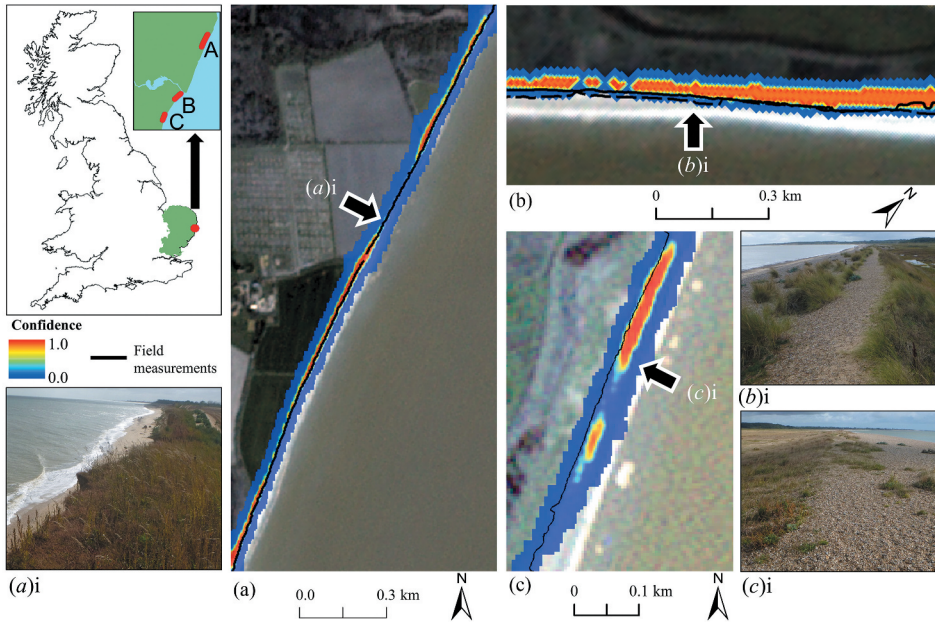 A
B
C
Confidence
1.0
0.0
Field
measurements
(a)i
(a)i
(a)
0.0 0.3 km
N
(b)i
(b)
0 0.3 km
N
(c)i
(c)
0 0.1 km
N
(b)i
(c)i